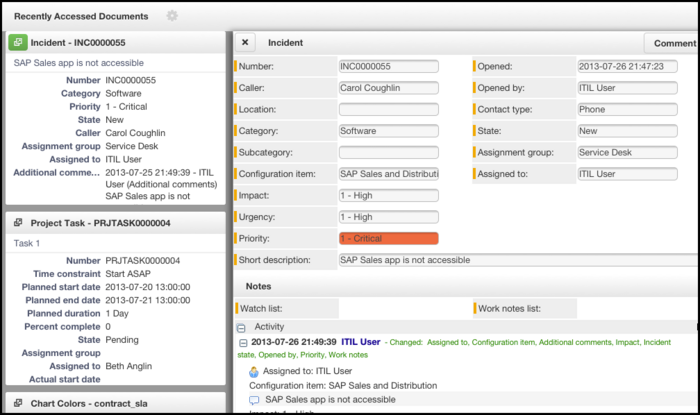 Recently Accessed Documents
Incident - INC0000055
SAP Sales app is not accessible
Number INC0000055
Category Software
Priority 1 - Critical
State New
Caller Carol Coughlin
Assignment group Service Desk
Assigned to ITIL User
Additional comme... 2013-07-25 21:49:39 - ITIL
User (Additional comments)
SAP Sales app is not
Project Task - PRJTASK0000004
Task 1
Number PRJTASK0000004
Time constraint Start ASAP
Planned start date 2013-07-20 13:00:00
Planned end date 2013-07-21 13:00:00
Planned duration 1 Day
Percent complete 0
State Pending
Assignment group
Assigned to Beth Anglin
Actual start date
Chart Colors - contract_sla
× Incident Comment
Number: INC0000055 Opened: 2013-07-26 21:47:23
Caller: Carol Coughlin Opened by: ITIL User
Location: Contact type: Phone
Category: Software State: New
Subcategory: Assignment group: Service Desk
Configuration item: SAP Sales and Distributi Assigned to: ITIL User
Impact: 1 - High
Urgency: 1 - High
Priority: 1 - Critical
Short description: SAP Sales app is not accessible
Notes
Watch list: Work notes list:
Activity
2013-07-26 21:49:39 ITIL User - Changed: Assigned to, Configuration item, Additional comments, Impact, Incident
state, Opened by, Priority, Work notes
Assigned to: ITIL User
Configuration item: SAP Sales and Distribution
SAP Sales app is not accessible
Impact: 1 - High